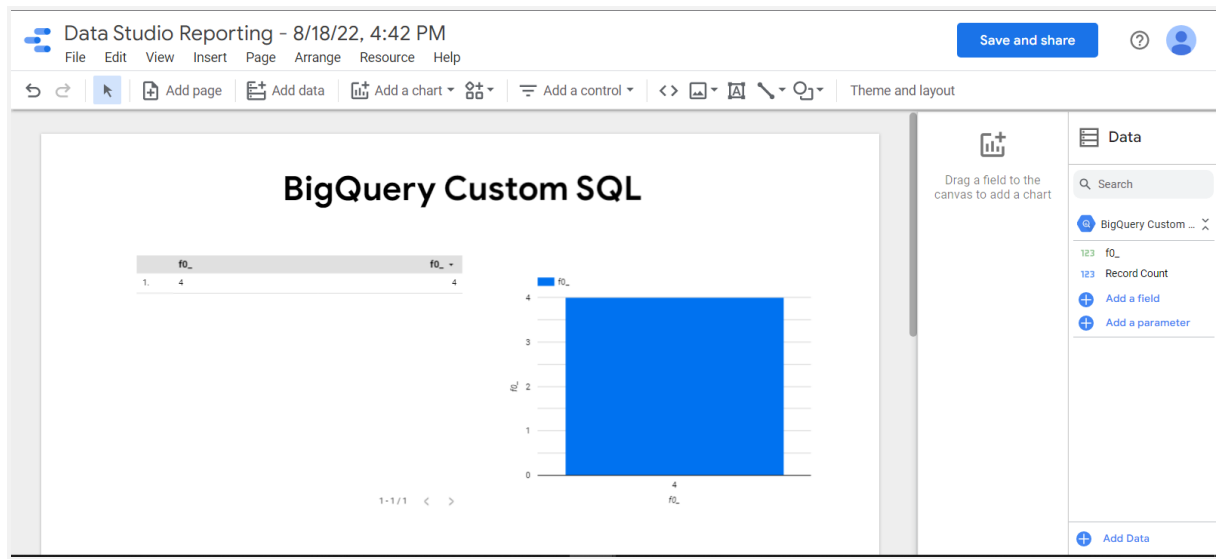 Data Studio Reporting - 8/18/22, 4:42 PM
File Edit View Insert Page Arrange Resource Help
Save and share
Add page Add data Add a chart Add a control Theme and layout
BigQuery Custom SQL
f0_ f0_
1. 4 4
1-1/1
f0_
4
3
2
1
0
f0_
4
f0_
Drag a field to the
canvas to add a chart
Data
Search
BigQuery Custom ...
123 f0_
123 Record Count
Add a field
Add a parameter
Add Data